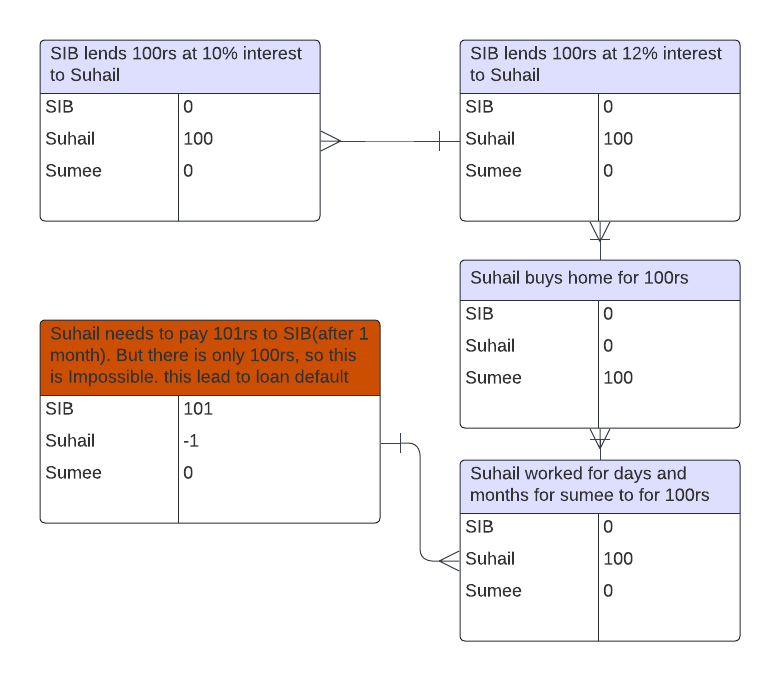 SIB lends 100rs at 10% interest
to Suhail
SIB 0
Suhail 100
Sumee 0
SIB lends 100rs at 12% interest
to Suhail
SIB 0
Suhail 100
Sumee 0
Suhail buys home for 100rs
SIB 0
Suhail 0
Sumee 100
Suhail needs to pay 101rs to SIB(after 1
month). But there is only 100rs, so this
is Impossible. this lead to loan default
SIB 101
Suhail -1
Sumee 0
Suhail worked for days and
months for sumee to for 100rs
SIB 0
Suhail 100
Sumee 0